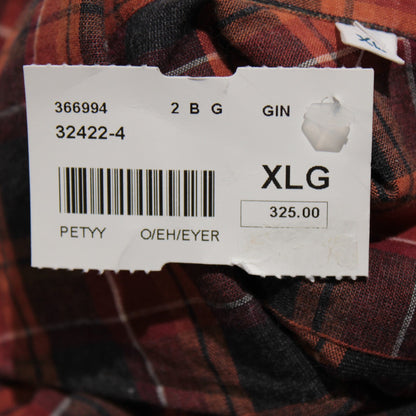 XL
366994 2 B G GIN
32422-4
XLG
325.00
PETYY O/EH/EYER